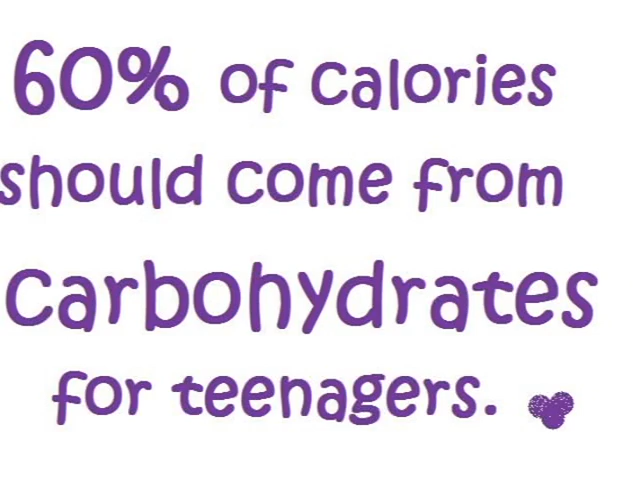 60% of calories
should come from
carbohydrates
for teenagers.